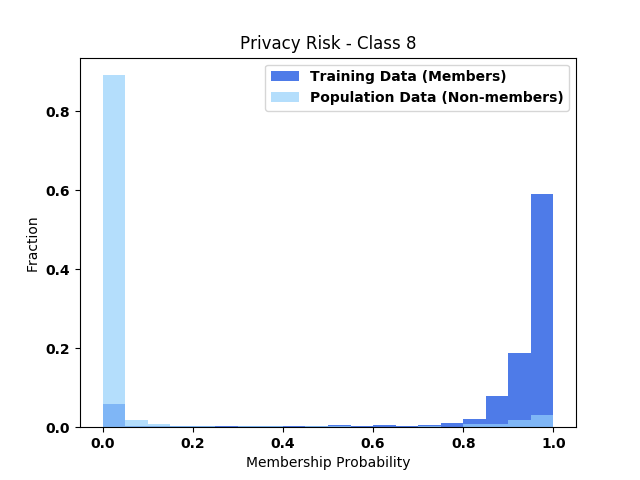 Privacy Risk - Class 8
Training Data (Members)
Population Data (Non-members)
Fraction
0.8
0.6
0.4
0.2
0.0
0.0 0.2 0.4 0.6 0.8 1.0
Membership Probability